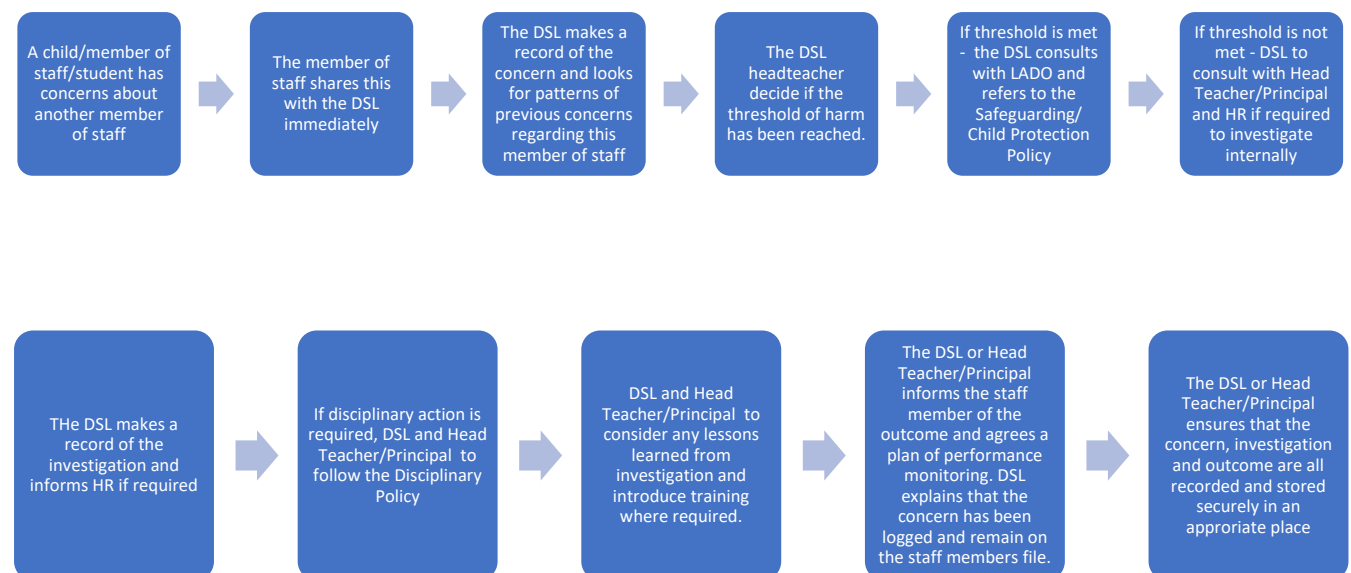 A child/member of
staff/student has
concerns about
another member
of staff
The member of
staff shares this
with the DSL
immediately
The DSL makes a
record of the
concern and looks
for patterns of
previous concerns
regarding this
member of staff
The DSL
headteacher
decide if the
threshold of harm
has been reached.
If threshold is met
- the DSL consults
with LADO and
refers to the
Safeguarding/
Child Protection
Policy
If threshold is not
met - DSL to
consult with Head
Teacher/Principal
and HR if required
to investigate
internally
THe DSL makes a
record of the
investigation and
informs HR if required
If disciplinary action is
required, DSL and Head
Teacher/Principal to
follow the Disciplinary
Policy
DSL and Head
Teacher/Principal to
consider any lessons
learned from
investigation and
introduce training
where required.
The DSL or Head
Teacher/Principal
informs the staff
member of the
outcome and agrees a
plan of performance
monitoring. DSL
explains that the
concern has been
logged and remain on
the staff members file.
The DSL or Head
Teacher/Principal
ensures that the
concern, investigation
and outcome are all
recorded and stored
securely in an
approriate place